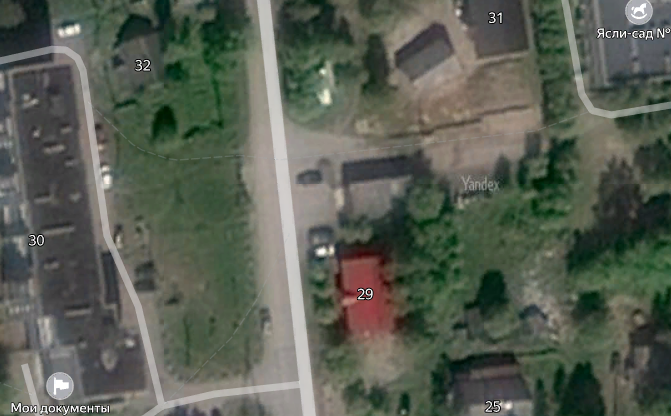 31
Ясли-сад №
32
Yandex
30
29
Мои документы
25